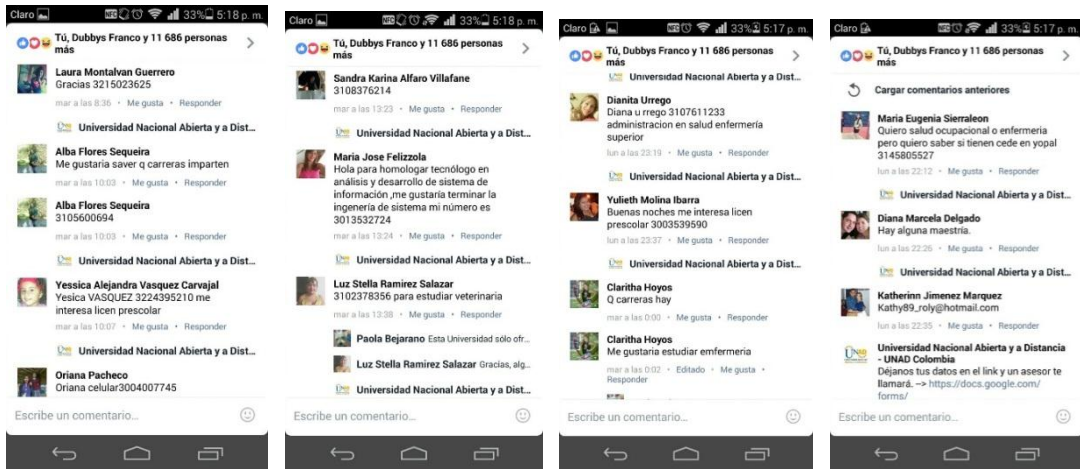 Claro 33% 5:18 p. m.
Tú, Dubbys Franco y 11 686 personas
más
Laura Montalvan Guerrero
Gracias 3215023625
mar a las 8:36 • Me gusta • Responder
Universidad Nacional Abierta y a Dist...
Alba Flores Sequeira
Me gustaria saver q carreras imparten
mar a las 10:03 • Me gusta • Responder
Alba Flores Sequeira
3105600694
mar a las 10:03 • Me gusta • Responder
Universidad Nacional Abierta y a Dist...
Yessica Alejandra Vasquez Carvajal
Yesica VASQUEZ 3224395210 me
interesa licen prescolar
mar a las 10:07 • Me gusta • Responder
Universidad Nacional Abierta y a Dist...
Oriana Pacheco
Oriana celular3004007745
Escribe un comentario...
Claro 33% 5:18 p. m.
Tú, Dubbys Franco y 11 686 personas
más
Sandra Karina Alfaro Villafane
3108376214
mar a las 13:23 • Me gusta • Responder
Universidad Nacional Abierta y a Dist...
Maria Jose Felizzola
Hola para homologar tecnólogo en
análisis y desarrollo de sistema de
información ,me gustaría terminar la
ingenería de sistema mi número es
3013532724
mar a las 13:24 • Me gusta • Responder
Universidad Nacional Abierta y a Dist...
Luz Stella Ramirez Salazar
3102378356 para estudiar veterinaria
mar a las 13:38 • Me gusta • Responder
Paola Bejarano Esta Universidad sólo ofr...
Luz Stella Ramirez Salazar Gracias, alg...
Universidad Nacional Abierta y a Dist...
Escribe un comentario...
Claro 33% 5:17 p. m.
Tú, Dubbys Franco y 11 686 personas
más
Universidad Nacional Abierta y a Dist...
Dianita Urrego
Diana u rrego 3107611233
administracion en salud enfermería
superior
lun a las 23:19 • Me gusta • Responder
Universidad Nacional Abierta y a Dist...
Yulieth Molina Ibarra
Buenas noches me interesa licen
prescolar 3003539590
lun a las 23:37 • Me gusta • Responder
Universidad Nacional Abierta y a Dist...
Claritha Hoyos
Q carreras hay
mar a las 0:00 • Me gusta • Responder
Claritha Hoyos
Me gustaria estudiar emfermeria
mar a las 0:02 • Editado • Me gusta •
Responder
Escribe un comentario...
Claro 33% 5:17 p. m.
Tú, Dubbys Franco y 11 686 personas
más
Cargar comentarios anteriores
Maria Eugenia Sierraleon
Quiero salud ocupacional o enfermeria
pero quiero saber si tienen cede en yopal
3145805527
lun a las 22:12 • Me gusta • Responder
Universidad Nacional Abierta y a Dist...
Diana Marcela Delgado
Hay alguna maestría.
lun a las 22:26 • Me gusta • Responder
Universidad Nacional Abierta y a Dist...
Katherinn Jimenez Marquez
Kathy89_roly@hotmail.com
lun a las 22:35 • Me gusta • Responder
Universidad Nacional Abierta y a Distancia
- UNAD Colombia
Déjanos tus datos en el link y un asesor te
llamará. –> https://docs.google.com/
forms/
Escribe un comentario...